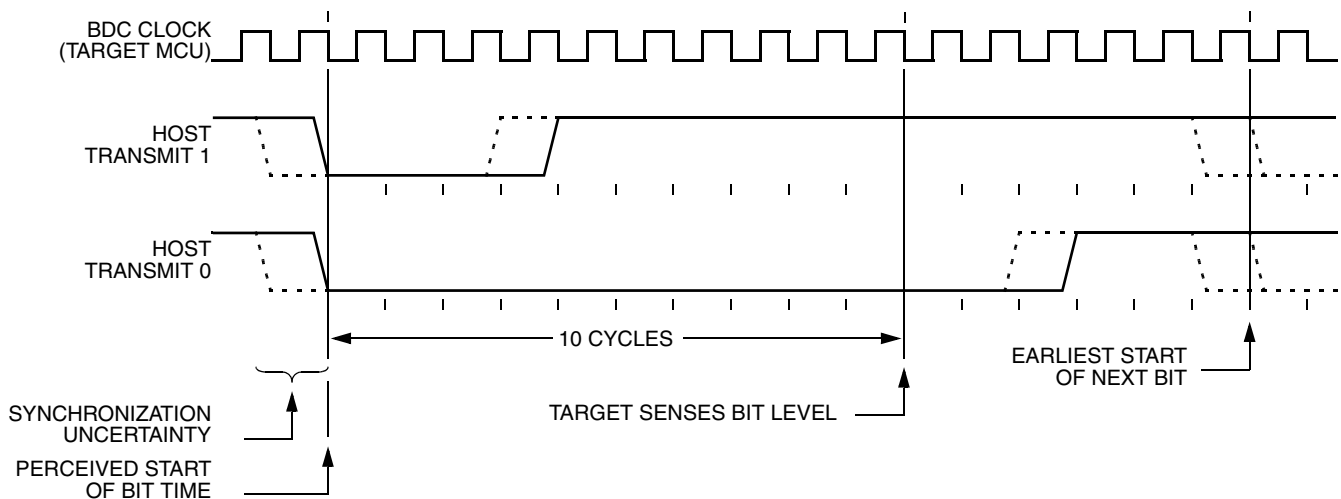 BDC CLOCK
(TARGET MCU)
HOST
TRANSMIT 1
HOST
TRANSMIT 0
10 CYCLES
EARLIEST START
OF NEXT BIT
SYNCHRONIZATION
UNCERTAINTY
TARGET SENSES BIT LEVEL
PERCEIVED START
OF BIT TIME